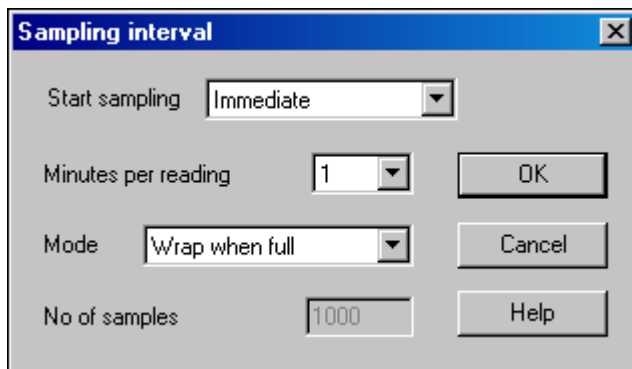 Sampling interval
Start sampling Immediate
Minutes per reading 1 OK
Mode Wrap when full Cancel
No of samples 1000 Help